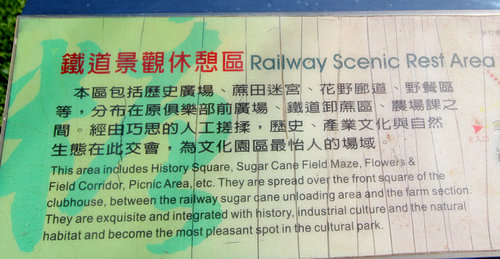 鐵道景觀休憩區 Railway Scenic Rest Area
本區包括歷史廣場、蔗田迷宮、花野廊道、野餐區
等，分布在原俱樂部前廣場、鐵道卸蔗區、農場課之
間。經由巧思的人工搓揉，歷史、產業文化與自然
生態在此交會，為文化園區最怡人的場域
This area includes History Square, Sugar Cane Field Maze, Flowers &
Field Corridor, Picnic Area, etc. They are spread over the front square of the
clubhouse, between the railway sugar cane unloading area and the farm section.
They are exquisite and integrated with history, industrial culture and the natural
habitat and become the most pleasant spot in the cultural park.